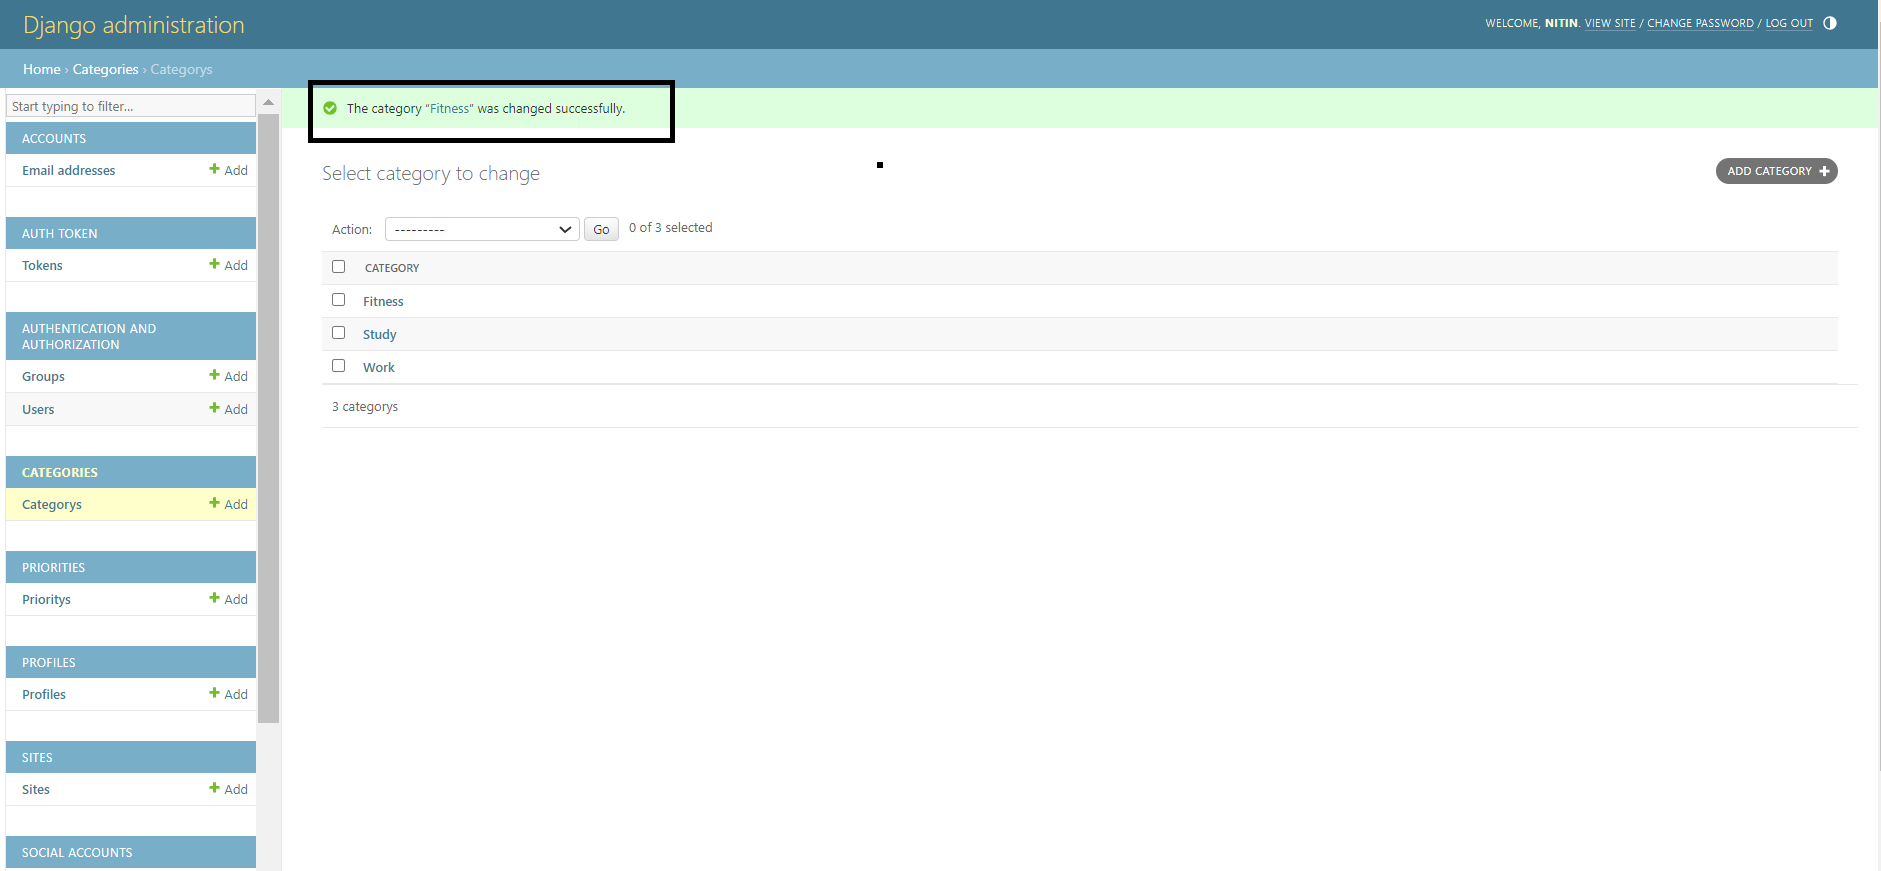 Django administration
WELCOME, NITIN. VIEW SITE / CHANGE PASSWORD / LOG OUT
Home › Categories › Categorys
Start typing to filter...
ACCOUNTS
Email addresses
Add
AUTH TOKEN
Tokens
Add
AUTHENTICATION AND
AUTHORIZATION
Groups
Add
Users
Add
CATEGORIES
Categorys
Add
PRIORITIES
Prioritys
Add
PROFILES
Profiles
Add
SITES
Sites
Add
SOCIAL ACCOUNTS
The category “Fitness” was changed successfully.
Select category to change
ADD CATEGORY
Action:
---------
Go
0 of 3 selected
CATEGORY
Fitness
Study
Work
3 categorys